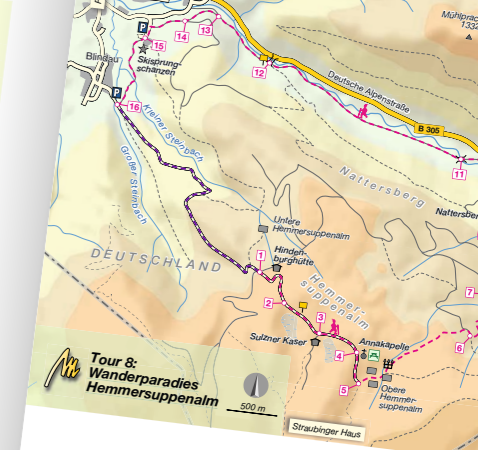 P
15
14
13
Skisprung-
schanzen
Blindau
P
16
12
Mühlprac
1332
Deutsche Alpenstraße
B 305
11
Kleiner Steinbach
Großer Steinbach
Nattersberg
Nattersber
Untere
Hemmersuppenalm
DEUTSCHLAND
1
Hinden-
burghütte
Hemmer-
suppenalm
2
3
7
Sulzner Kaser
Annakapelle
4
6
5
Obere
Hemmer-
suppenalm
Tour 8:
Wanderparadies
Hemmersuppenalm
500 m
Straubinger Haus